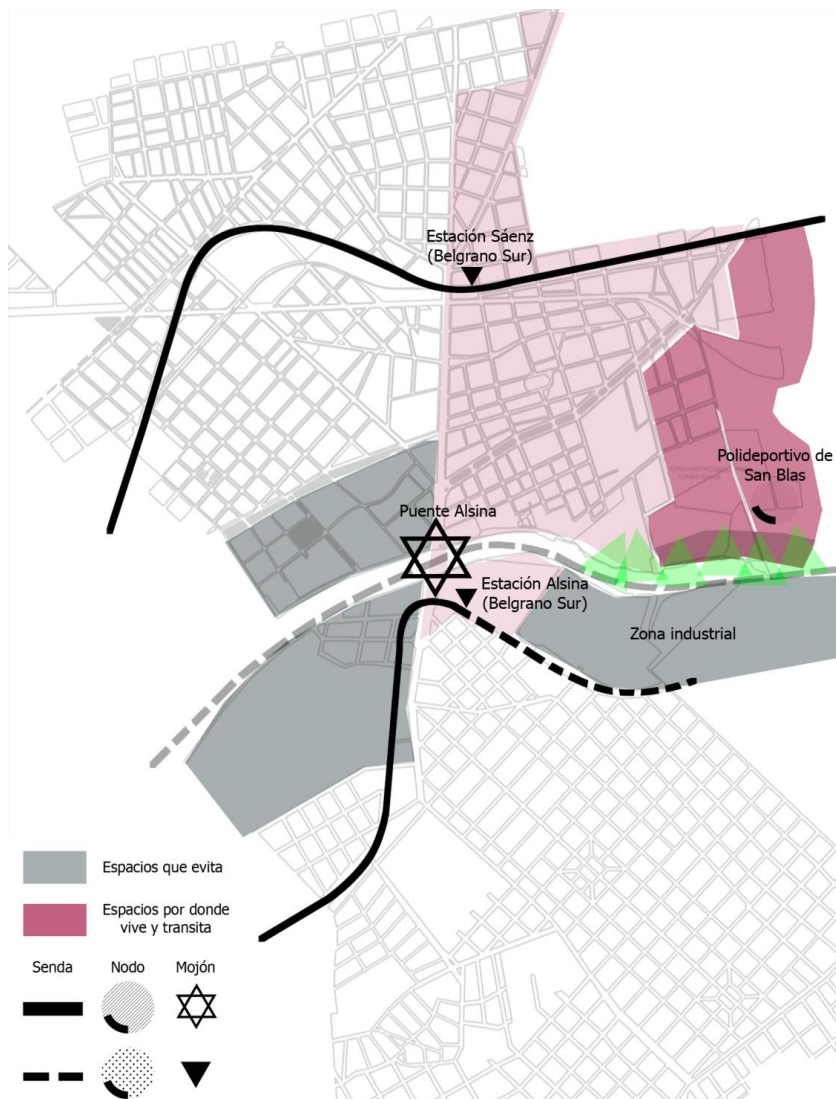 Estación Sáenz
(Belgrano Sur)
Polideportivo de
San Blas
Puente Alsina
Estación Alsina
(Belgrano Sur)
Zona industrial
Espacios que evita
Espacios por donde
vive y transita
Senda
Nodo
Mojón